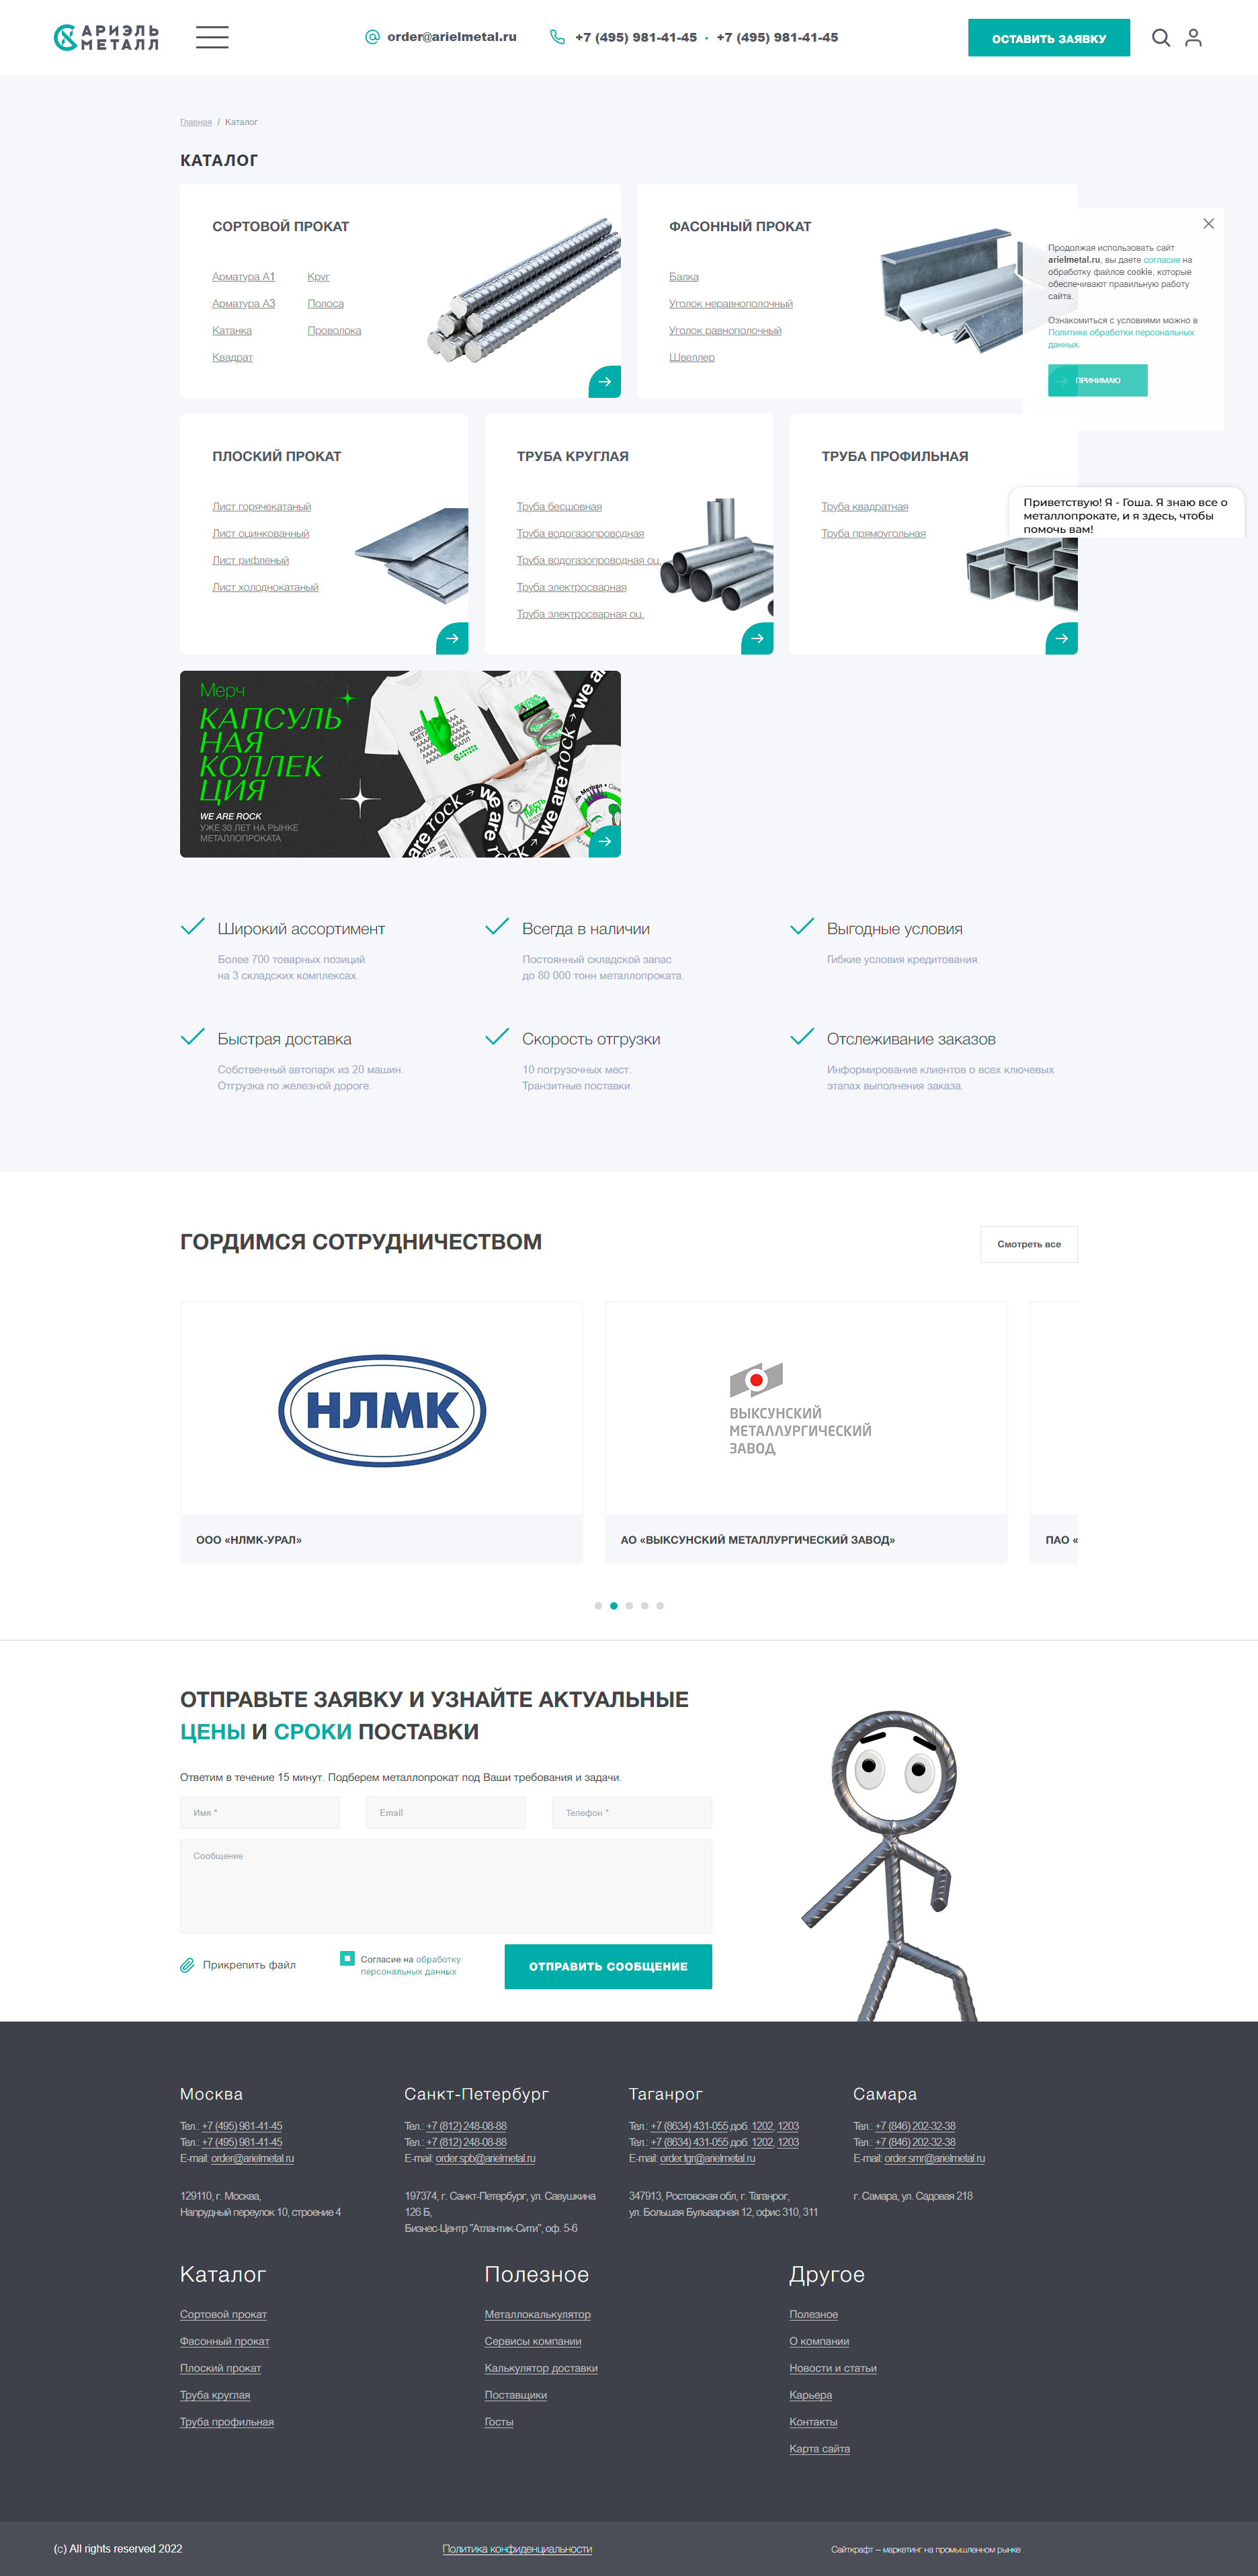 АРИЭЛЬ
МЕТАЛЛ
order@arielmetal.ru
+7 (495) 981-41-45 • +7 (495) 981-41-45
ОСТАВИТЬ ЗАЯВКУ
Главная / Каталог
КАТАЛОГ
СОРТОВОЙ ПРОКАТ
Арматура А1
Арматура А3
Катанка
Квадрат
Круг
Полоса
Проволока
ФАСОННЫЙ ПРОКАТ
Балка
Уголок неравнополочный
Уголок равнополочный
Швеллер
Продолжая использовать сайт
arielmetal.ru, вы даете согласие на
обработку файлов cookie, которые
обеспечивают правильную работу
сайта.
Ознакомиться с условиями можно в
Политике обработки персональных
данных.
ПРИНИМАЮ
ПЛОСКИЙ ПРОКАТ
Лист горячекатаный
Лист оцинкованный
Лист рифленый
Лист холоднокатаный
ТРУБА КРУГЛАЯ
Труба бесшовная
Труба водогазопроводная
Труба водогазопроводная оц.
Труба электросварная
Труба электросварная оц.
ТРУБА ПРОФИЛЬНАЯ
Труба квадратная
Труба прямоугольная
Приветствую! Я - Гоша. Я знаю все о
металлопрокате, и я здесь, чтобы
помочь вам!
Мерч
КАПСУЛЬ
НАЯ
КОЛЛЕК
ЦИЯ
WE ARE ROCK
УЖЕ 30 ЛЕТ НА РЫНКЕ
МЕТАЛЛОПРОКАТА
we are rock → we are rock → we are
Широкий ассортимент
Более 700 товарных позиций
на 3 складских комплексах.
Всегда в наличии
Постоянный складской запас
до 80 000 тонн металлопроката.
Выгодные условия
Гибкие условия кредитования.
Быстрая доставка
Собственный автопарк из 20 машин.
Отгрузка по железной дороге.
Скорость отгрузки
10 погрузочных мест.
Транзитные поставки.
Отслеживание заказов
Информирование клиентов о всех ключевых
этапах выполнения заказа.
ГОРДИМСЯ СОТРУДНИЧЕСТВОМ
Смотреть все
НЛМК
ВЫКСУНСКИЙ
МЕТАЛЛУРГИЧЕСКИЙ
ЗАВОД
ООО «НЛМК-УРАЛ»
АО «ВЫКСУНСКИЙ МЕТАЛЛУРГИЧЕСКИЙ ЗАВОД»
ПАО «
ОТПРАВЬТЕ ЗАЯВКУ И УЗНАЙТЕ АКТУАЛЬНЫЕ
ЦЕНЫ И СРОКИ ПОСТАВКИ
Ответим в течение 15 минут. Подберем металлопрокат под Ваши требования и задачи.
Имя *
Email
Телефон *
Сообщение
Прикрепить файл
Согласие на обработку
персональных данных
ОТПРАВИТЬ СООБЩЕНИЕ
Москва
Тел.: +7 (495) 981-41-45
Тел.: +7 (495) 981-41-45
E-mail: order@arielmetal.ru
129110, г. Москва,
Напрудный переулок 10, строение 4
Санкт-Петербург
Тел.: +7 (812) 248-08-88
Тел.: +7 (812) 248-08-88
E-mail: order.spb@arielmetal.ru
197374, г. Санкт-Петербург, ул. Савушкина
126 Б,
Бизнес-Центр "Атлантик-Сити", оф. 5-6
Таганрог
Тел.: +7 (8634) 431-055 доб. 1202, 1203
Тел.: +7 (8634) 431-055 доб. 1202, 1203
E-mail: order.tgr@arielmetal.ru
347913, Ростовская обл, г. Таганрог,
ул. Большая Бульварная 12, офис 310, 311
Самара
Тел.: +7 (846) 202-32-38
Тел.: +7 (846) 202-32-38
E-mail: order.smr@arielmetal.ru
г. Самара, ул. Садовая 218
Каталог
Сортовой прокат
Фасонный прокат
Плоский прокат
Труба круглая
Труба профильная
Полезное
Металлокалькулятор
Сервисы компании
Калькулятор доставки
Поставщики
Госты
Другое
Полезное
О компании
Новости и статьи
Карьера
Контакты
Карта сайта
(c) All rights reserved 2022
Политика конфиденциальности
Сайткрафт – маркетинг на промышленном рынке